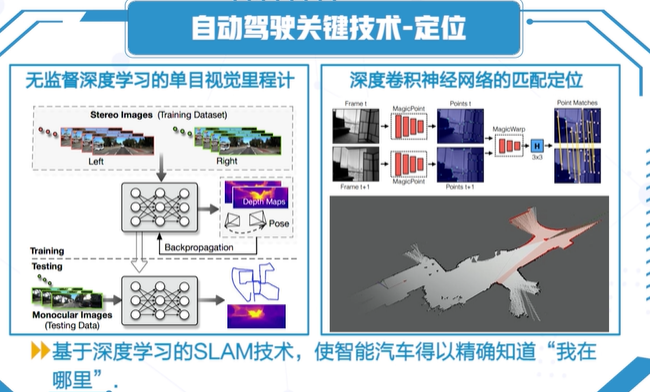 自动驾驶关键技术-定位
无监督深度学习的单目视觉里程计
Stereo Images (Training Dataset)
Left
Right
Depth Maps
Pose
Backpropagation
Training
Testing
Monocular Images
(Testing Data)
深度卷积神经网络的匹配定位
Frame t
MagicPoint
Points t
Point Matches
MagicWarp
H
3x3
Frame t+1
MagicPoint
Points t+1
基于深度学习的SLAM技术，使智能汽车得以精确知道“我在
哪里”.